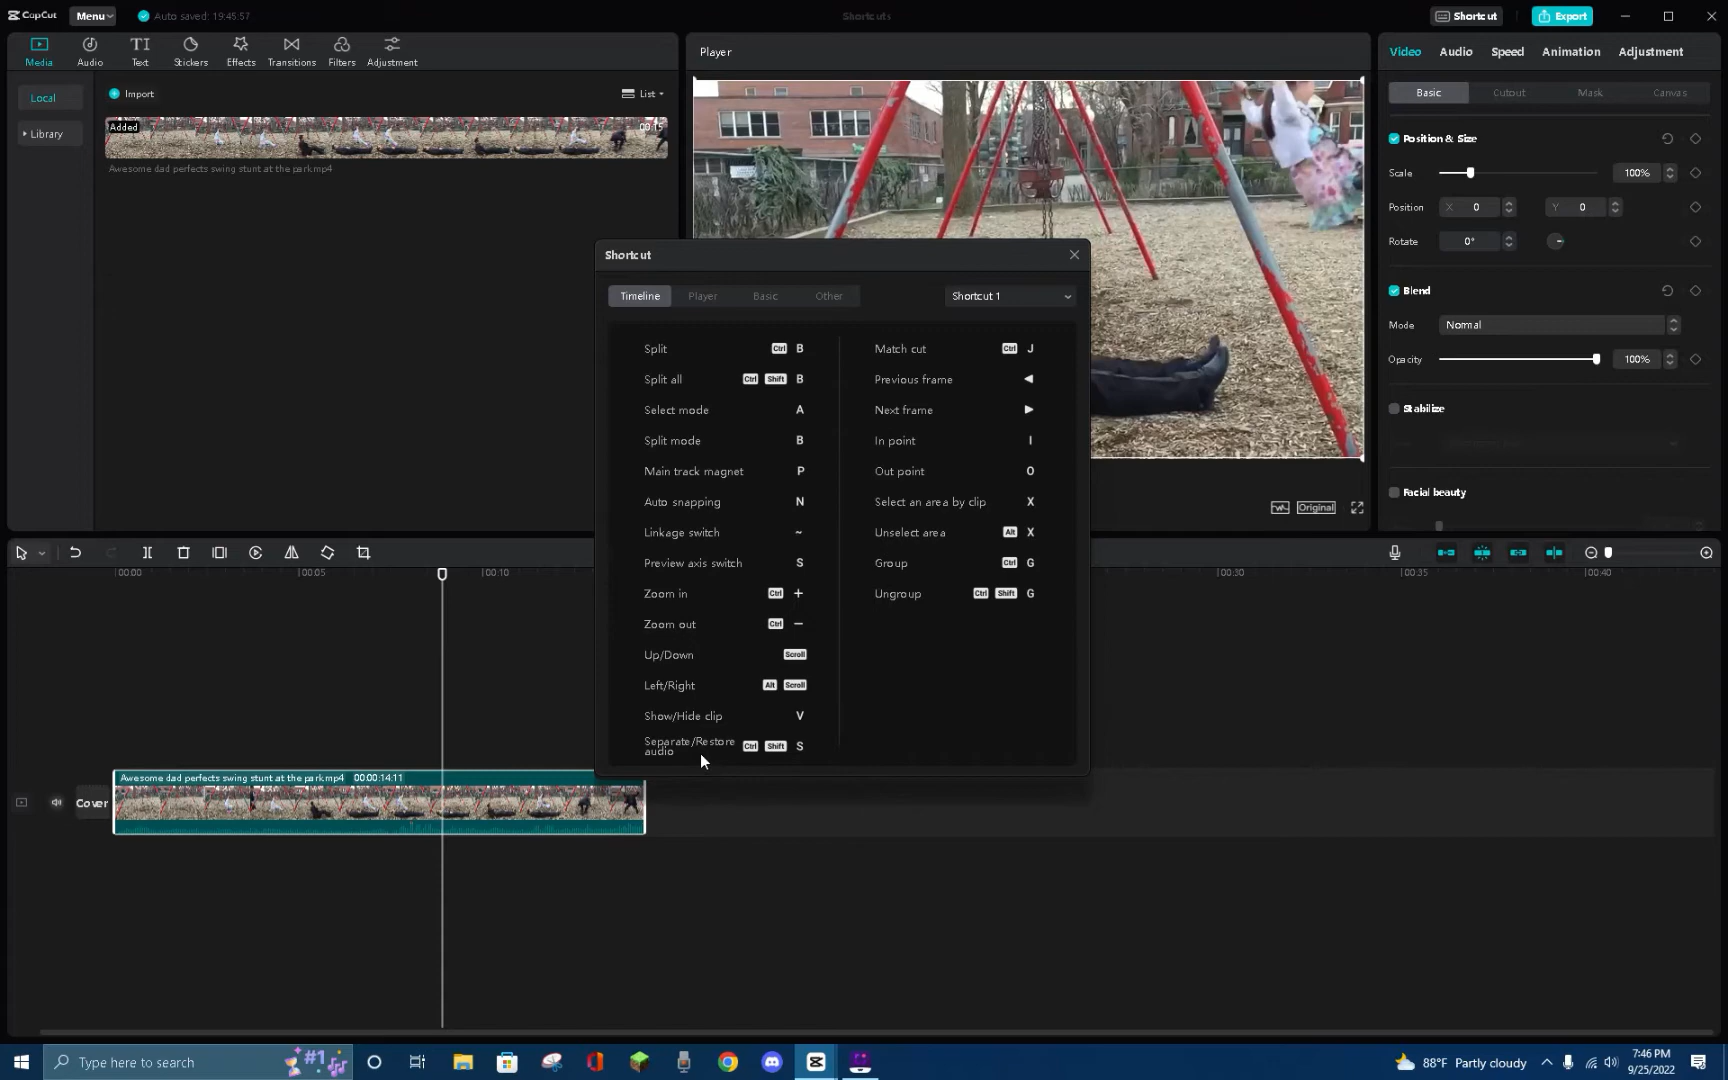 CapCut Menu Auto saved: 19:45:57 Shortcuts Shortcut Export
Media Audio Text Stickers Effects Transitions Filters Adjustment
Local
Library
Import List
Added 00:15
Awesome dad perfects swing stunt at the park.mp4
Player
Original
Video Audio Speed Animation Adjustment
Basic Cutout Mask Canvas
Position & Size
Scale 100%
Position X 0 Y 0
Rotate 0°
Blend
Mode Normal
Opacity 100%
Stabilize
Facial beauty
Shortcut
Timeline Player Basic Other Shortcut 1
Split Ctrl B
Split all Ctrl Shift B
Select mode A
Split mode B
Main track magnet P
Auto snapping N
Linkage switch ~
Preview axis switch S
Zoom in Ctrl +
Zoom out Ctrl −
Up/Down Scroll
Left/Right Alt Scroll
Show/Hide clip V
Separate/Restore
audio Ctrl Shift S
Match cut Ctrl J
Previous frame ◀
Next frame ▶
In point I
Out point O
Select an area by clip X
Unselect area Alt X
Group Ctrl G
Ungroup Ctrl Shift G
00:00 00:05 00:10 00:30 00:35 00:40
Cover
Awesome dad perfects swing stunt at the park.mp4 00:00:14:11
Type here to search #1 88°F Partly cloudy 7:46 PM
9/25/2022